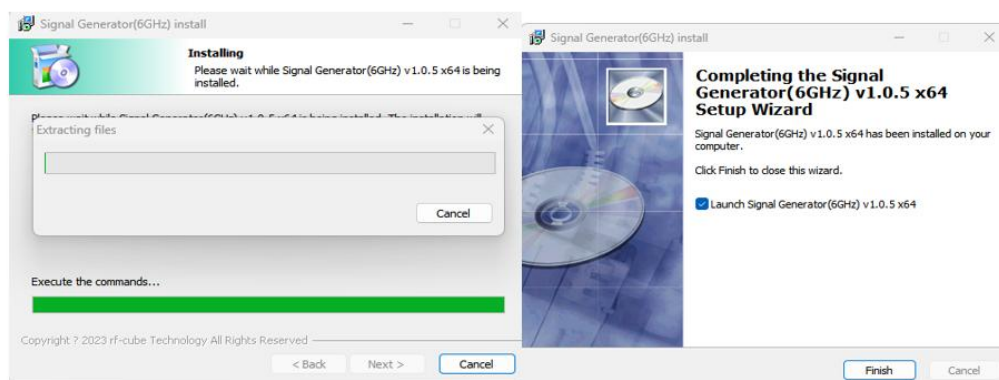 Signal Generator(6GHz) install
Installing
Please wait while Signal Generator(6GHz) v1.0.5 x64 is being
installed.
Extracting files
Cancel
Execute the commands...
Copyright ? 2023 rf-cube Technology All Rights Reserved
< Back Next > Cancel
Signal Generator(6GHz) install
Completing the Signal
Generator(6GHz) v1.0.5 x64
Setup Wizard
Signal Generator(6GHz) v1.0.5 x64 has been installed on your
computer.
Click Finish to close this wizard.
Launch Signal Generator(6GHz) v1.0.5 x64
Finish Cancel